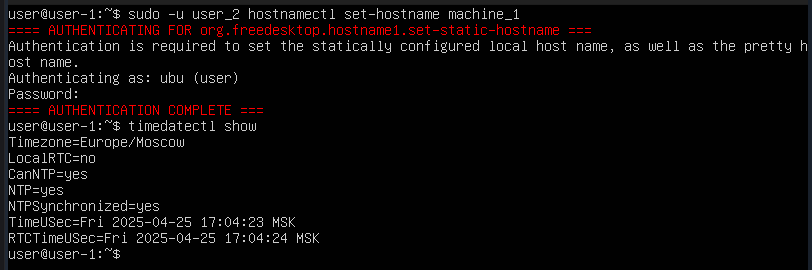 user@user-1:~$ sudo -u user_2 hostnamectl set-hostname machine_1
==== AUTHENTICATING FOR org.freedesktop.hostname1.set-static-hostname ===
Authentication is required to set the statically configured local host name, as well as the pretty h
ost name.
Authenticating as: ubu (user)
Password:
==== AUTHENTICATION COMPLETE ===
user@user-1:~$ timedatectl show
Timezone=Europe/Moscow
LocalRTC=no
CanNTP=yes
NTP=yes
NTPSynchronized=yes
TimeUSec=Fri 2025-04-25 17:04:23 MSK
RTCTimeUSec=Fri 2025-04-25 17:04:24 MSK
user@user-1:~$